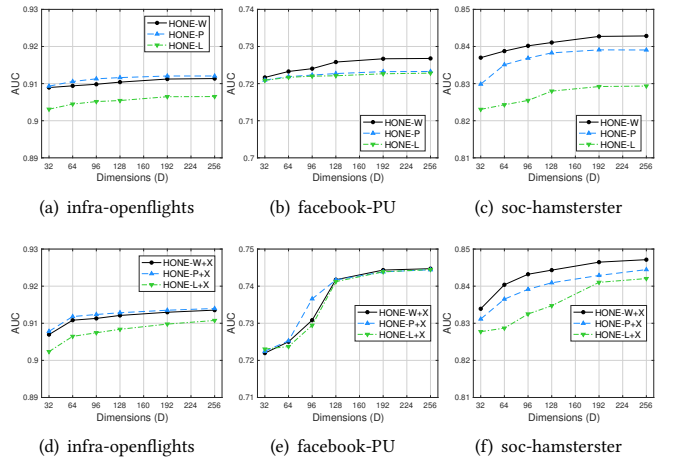 0.93
0.92
0.91
0.9
0.89
AUC
32 64 96 128 160 192 224 256
Dimensions (D)
HONE-W
HONE-P
HONE-L
(a) infra-openflights
0.74
0.73
0.72
0.71
0.7
AUC
32 64 96 128 160 192 224 256
Dimensions (D)
HONE-W
HONE-P
HONE-L
(b) facebook-PU
0.85
0.84
0.83
0.82
0.81
AUC
32 64 96 128 160 192 224 256
Dimensions (D)
HONE-W
HONE-P
HONE-L
(c) soc-hamsterster
0.93
0.92
0.91
0.9
0.89
AUC
32 64 96 128 160 192 224 256
Dimensions (D)
HONE-W+X
HONE-P+X
HONE-L+X
(d) infra-openflights
0.75
0.74
0.73
0.72
0.71
AUC
32 64 96 128 160 192 224 256
Dimensions (D)
HONE-W+X
HONE-P+X
HONE-L+X
(e) facebook-PU
0.85
0.84
0.83
0.82
0.81
AUC
32 64 96 128 160 192 224 256
Dimensions (D)
HONE-W+X
HONE-P+X
HONE-L+X
(f) soc-hamsterster